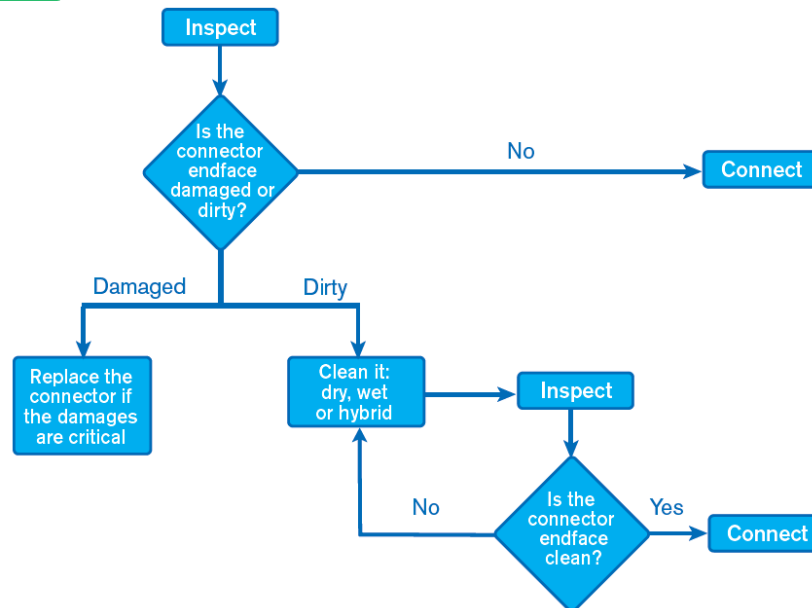 Inspect
Is the
connector
endface
damaged or
dirty?
No
Connect
Damaged
Dirty
Replace the
connector if
the damages
are critical
Clean it:
dry, wet
or hybrid
Inspect
Is the
connector
endface
clean?
No
Yes
Connect